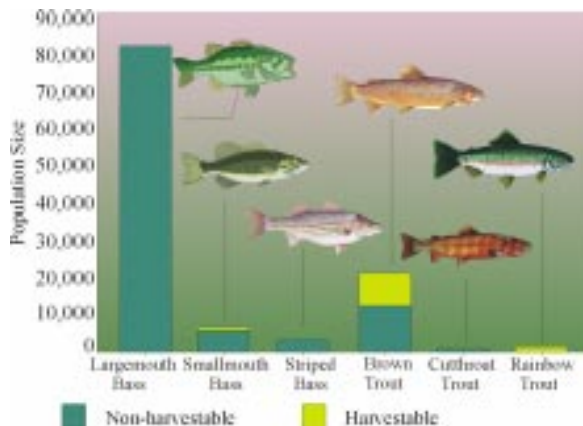 90,000
80,000
70,000
60,000
50,000
40,000
30,000
20,000
10,000
0
Population Size
Largemouth Bass
Smallmouth Bass
Striped Bass
Brown Trout
Cutthroat Trout
Rainbow Trout
Non-harvestable
Harvestable